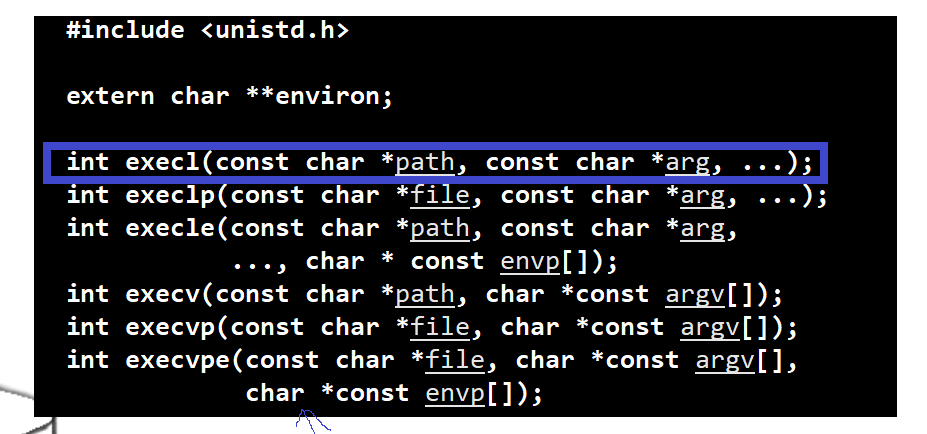 #include <unistd.h>
extern char **environ;
int execl(const char *path, const char *arg, ...);
int execlp(const char *file, const char *arg, ...);
int execle(const char *path, const char *arg,
..., char * const envp[]);
int execv(const char *path, char *const argv[]);
int execvp(const char *file, char *const argv[]);
int execvpe(const char *file, char *const argv[],
char *const envp[]);